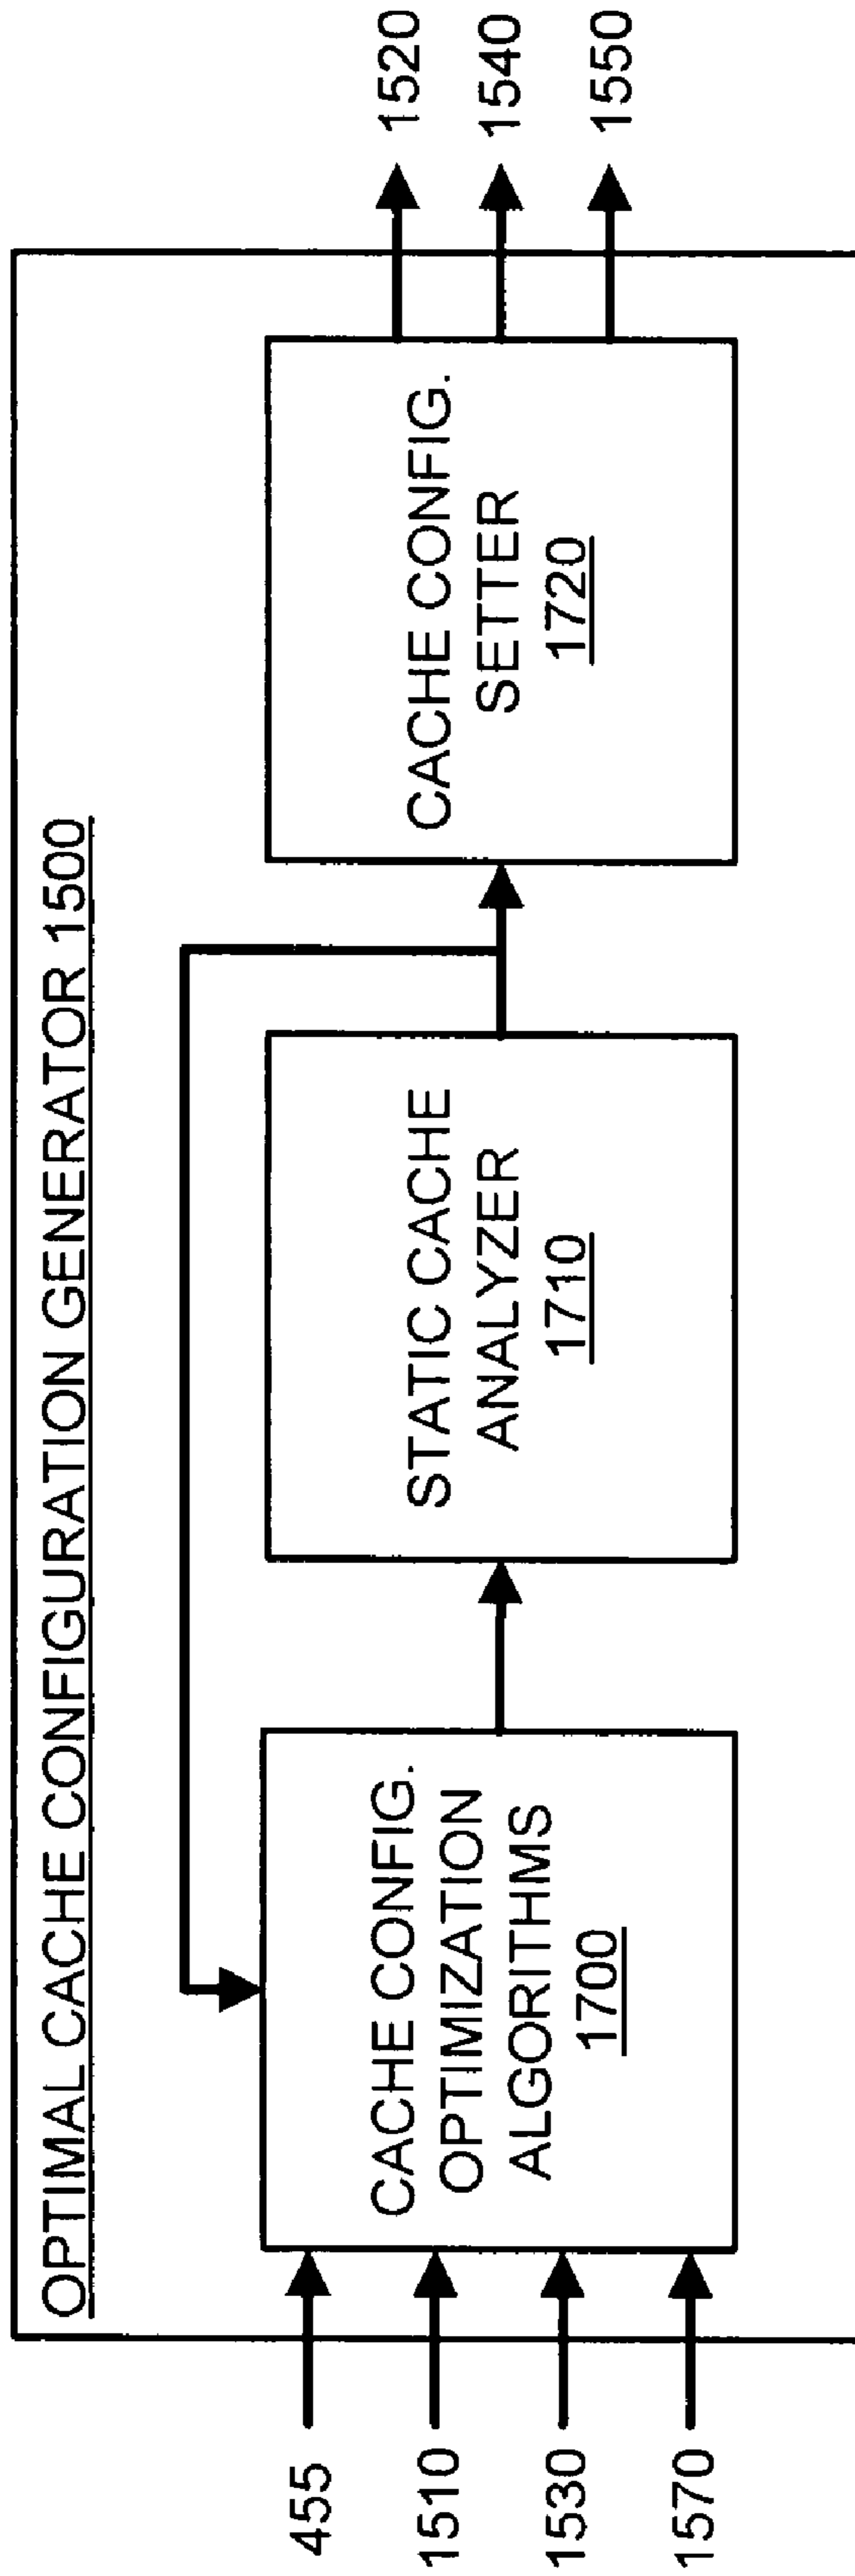 OPTIMAL CACHE CONFIGURATION GENERATOR 1500
455
1510
1530
1570
CACHE CONFIG.
OPTIMIZATION
ALGORITHMS
1700
STATIC CACHE
ANALYZER
1710
CACHE CONFIG.
SETTER
1720
1520
1540
1550